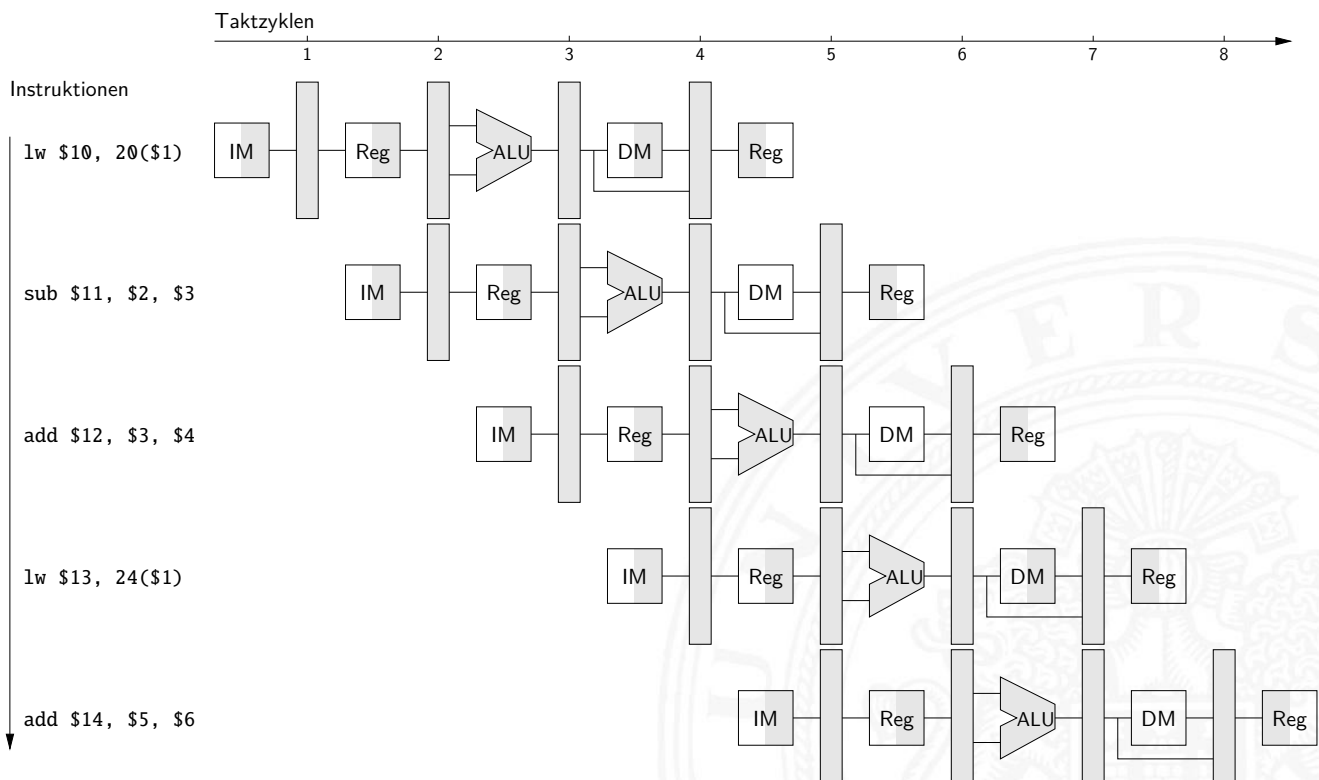 Taktzyklen
1 2 3 4 5 6 7 8
Instruktionen
lw $10, 20($1) IM Reg ALU DM Reg
sub $11, $2, $3 IM Reg ALU DM Reg
add $12, $3, $4 IM Reg ALU DM Reg
lw $13, 24($1) IM Reg ALU DM Reg
add $14, $5, $6 IM Reg ALU DM Reg
U N I V E R S